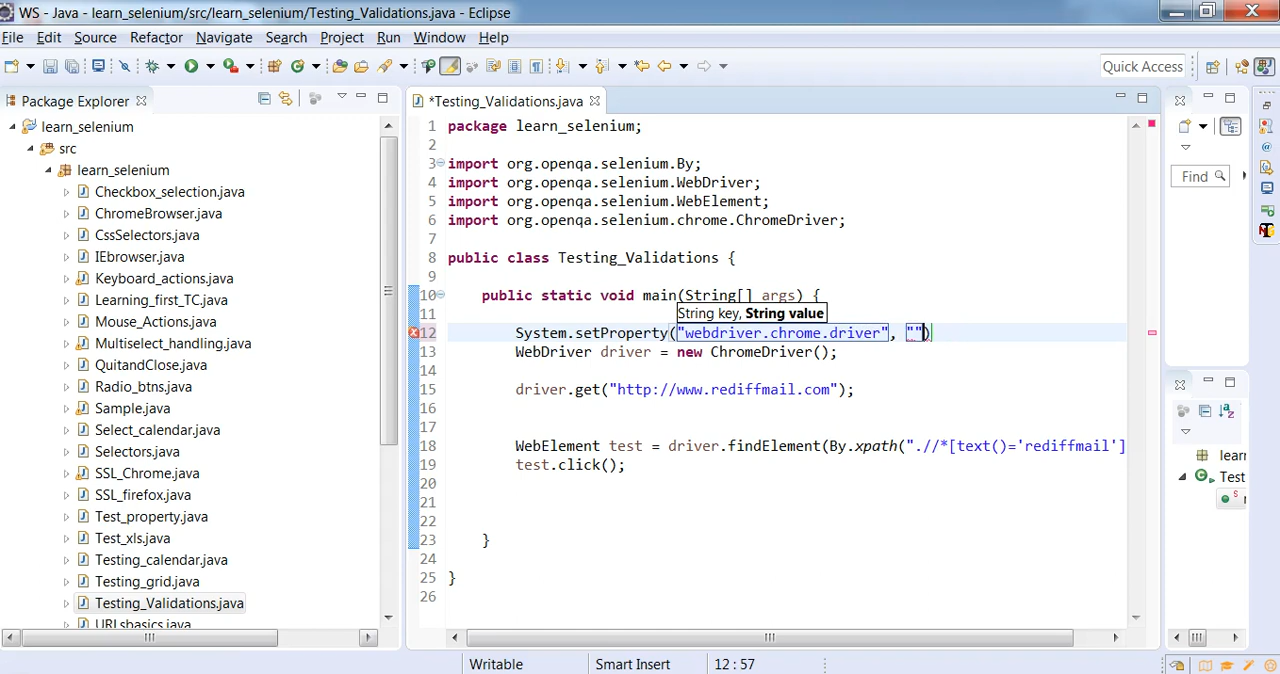 WS - Java - learn_selenium/src/learn_selenium/Testing_Validations.java - Eclipse
File Edit Source Refactor Navigate Search Project Run Window Help
Quick Access
Package Explorer
*Testing_Validations.java
learn_selenium
src
learn_selenium
Checkbox_selection.java
ChromeBrowser.java
CssSelectors.java
IEbrowser.java
Keyboard_actions.java
Learning_first_TC.java
Mouse_Actions.java
Multiselect_handling.java
QuitandClose.java
Radio_btns.java
Sample.java
Select_calendar.java
Selectors.java
SSL_Chrome.java
SSL_firefox.java
Test_property.java
Test_xls.java
Testing_calendar.java
Testing_grid.java
Testing_Validations.java
URLsbasics.java
1 package learn_selenium;
2
3 import org.openqa.selenium.By;
4 import org.openqa.selenium.WebDriver;
5 import org.openqa.selenium.WebElement;
6 import org.openqa.selenium.chrome.ChromeDriver;
7
8 public class Testing_Validations {
9
10 public static void main(String[] args) {
11
String key, String value
12 System.setProperty("webdriver.chrome.driver", "")
13 WebDriver driver = new ChromeDriver();
14
15 driver.get("http://www.rediffmail.com");
16
17
18 WebElement test = driver.findElement(By.xpath(".//*[text()='rediffmail']
19 test.click();
20
21
22
23 }
24
25 }
26
Find
learn
Test
Writable Smart Insert 12 : 57